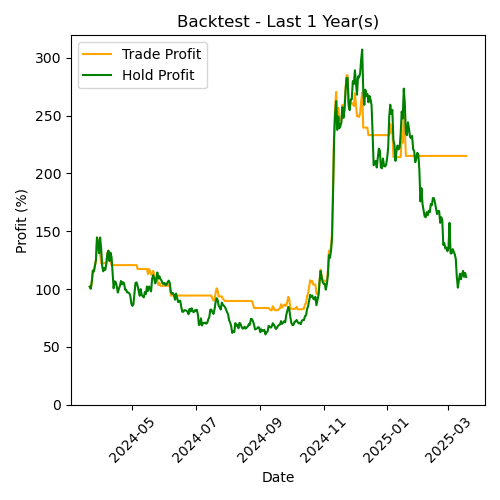 Backtest - Last 1 Year(s)
Trade Profit
Hold Profit
Profit (%)
300
250
200
150
100
50
0
2024-05
2024-07
2024-09
2024-11
2025-01
2025-03
Date